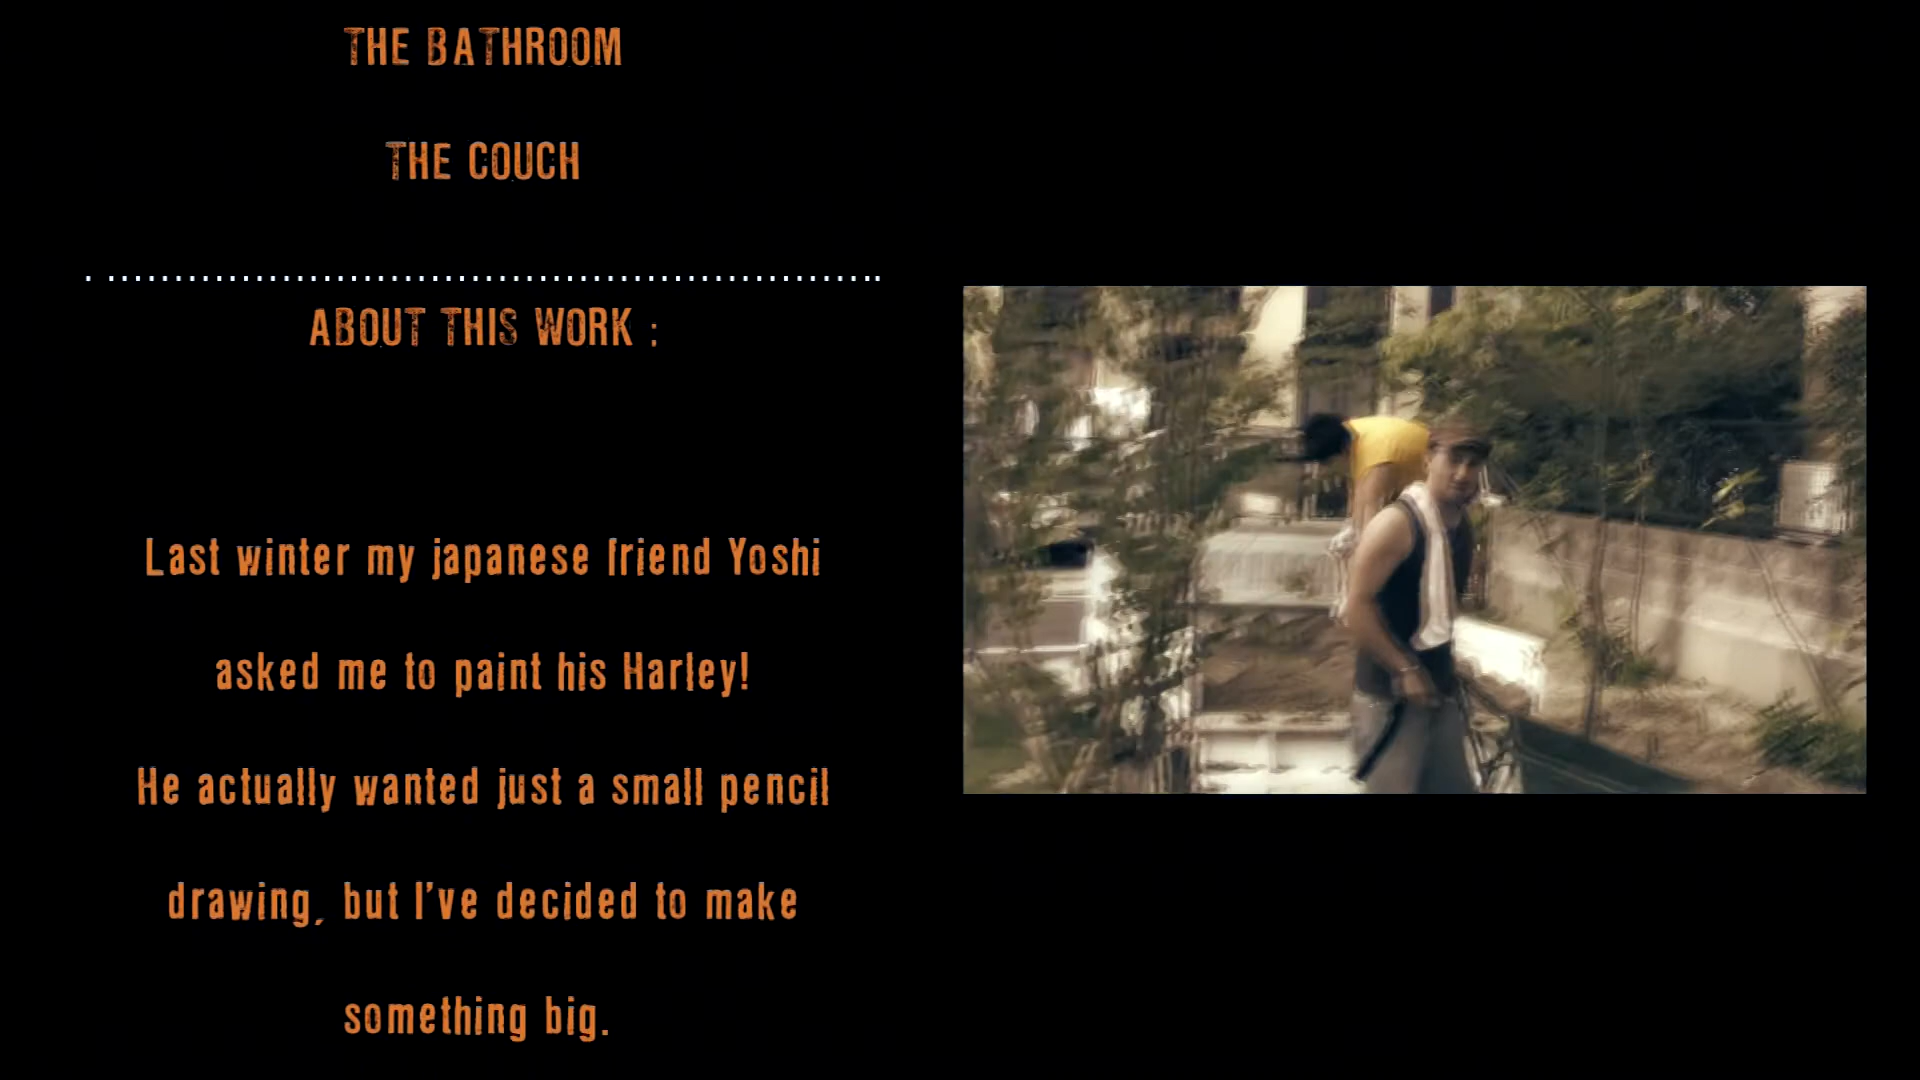 THE BATHROOM
THE COUCH
. ..........................................................
ABOUT THIS WORK :
Last winter my japanese friend Yoshi
asked me to paint his Harley!
He actually wanted just a small pencil
drawing, but I've decided to make
something big.